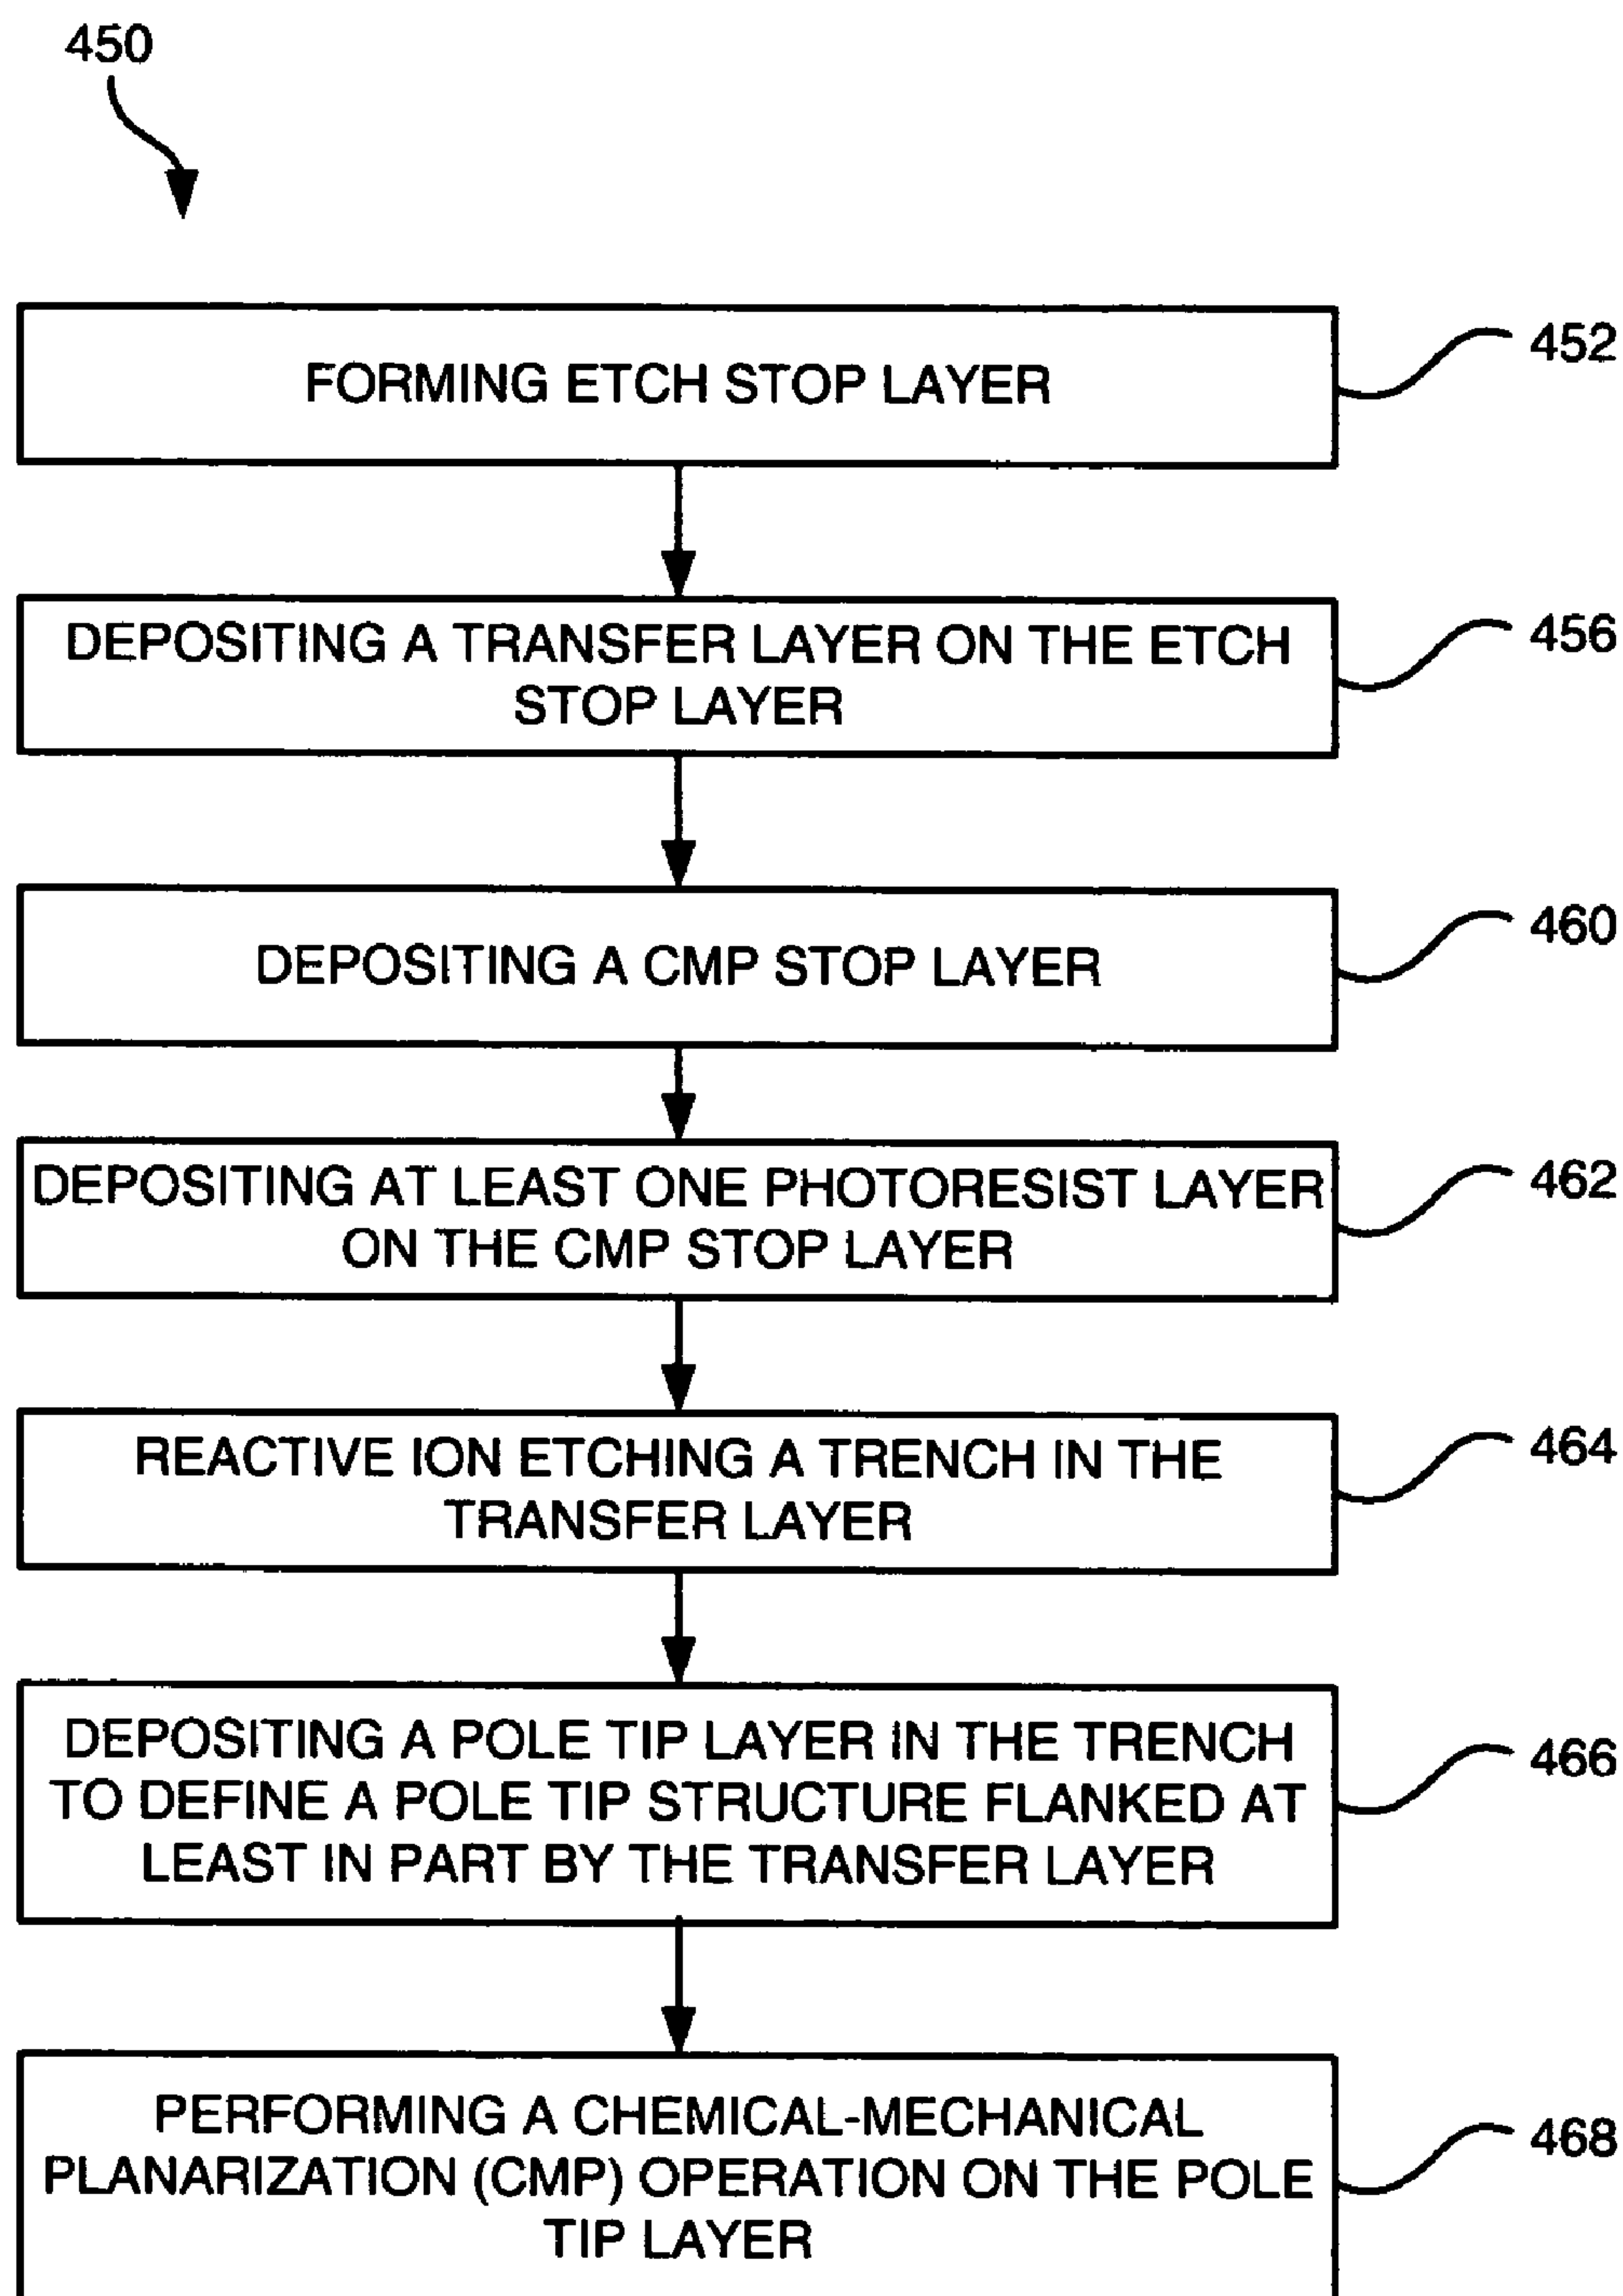 450
FORMING ETCH STOP LAYER
452
DEPOSITING A TRANSFER LAYER ON THE ETCH
STOP LAYER
456
DEPOSITING A CMP STOP LAYER
460
DEPOSITING AT LEAST ONE PHOTORESIST LAYER
ON THE CMP STOP LAYER
462
REACTIVE ION ETCHING A TRENCH IN THE
TRANSFER LAYER
464
DEPOSITING A POLE TIP LAYER IN THE TRENCH
TO DEFINE A POLE TIP STRUCTURE FLANKED AT
LEAST IN PART BY THE TRANSFER LAYER
466
PERFORMING A CHEMICAL-MECHANICAL
PLANARIZATION (CMP) OPERATION ON THE POLE
TIP LAYER
468